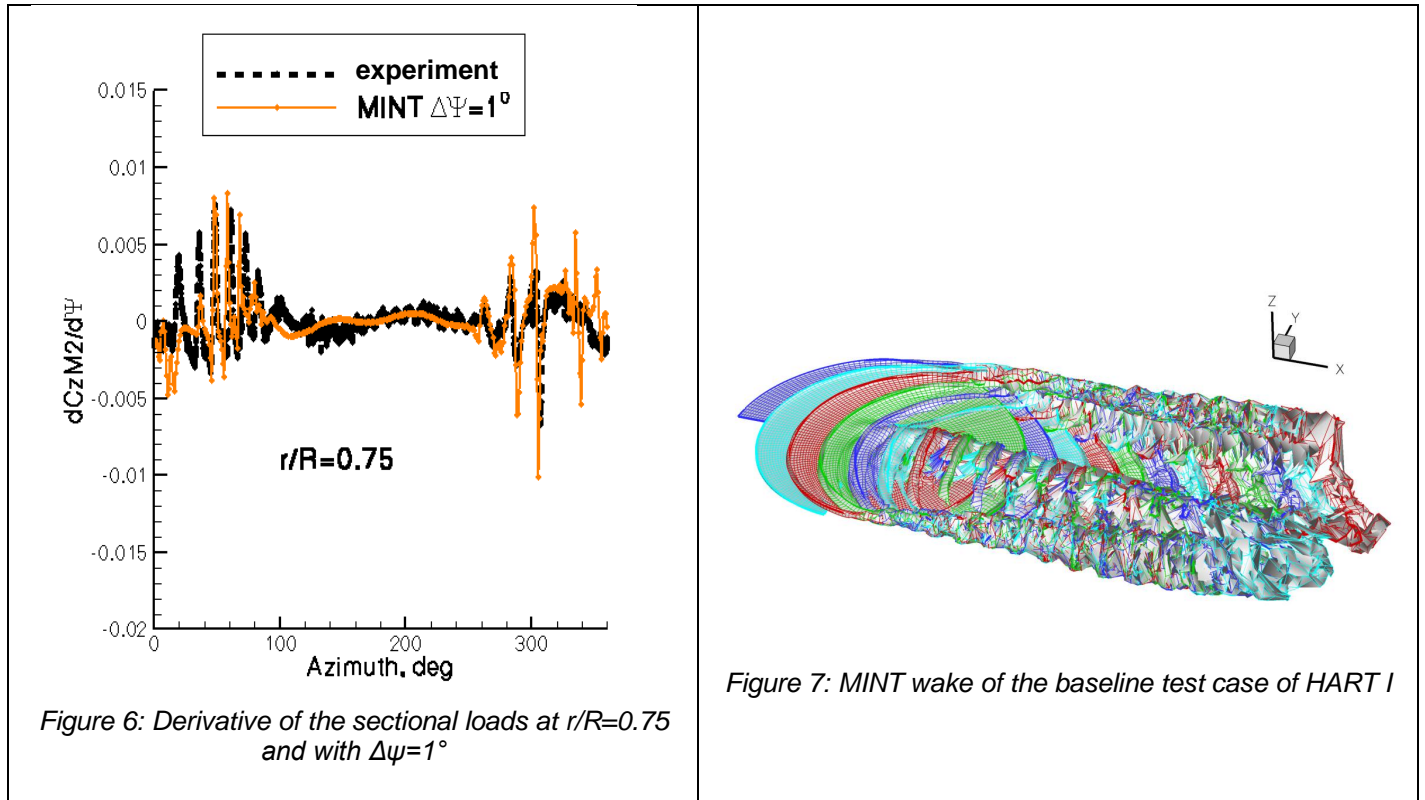 experiment
MINT ΔΨ=1⁰
0.015
0.01
0.005
0
-0.005
-0.01
-0.015
-0.02
dCzM2/dΨ
r/R=0.75
0 100 200 300
Azimuth, deg
Figure 6: Derivative of the sectional loads at r/R=0.75
and with Δψ=1°
Z
Y
X
Figure 7: MINT wake of the baseline test case of HART I